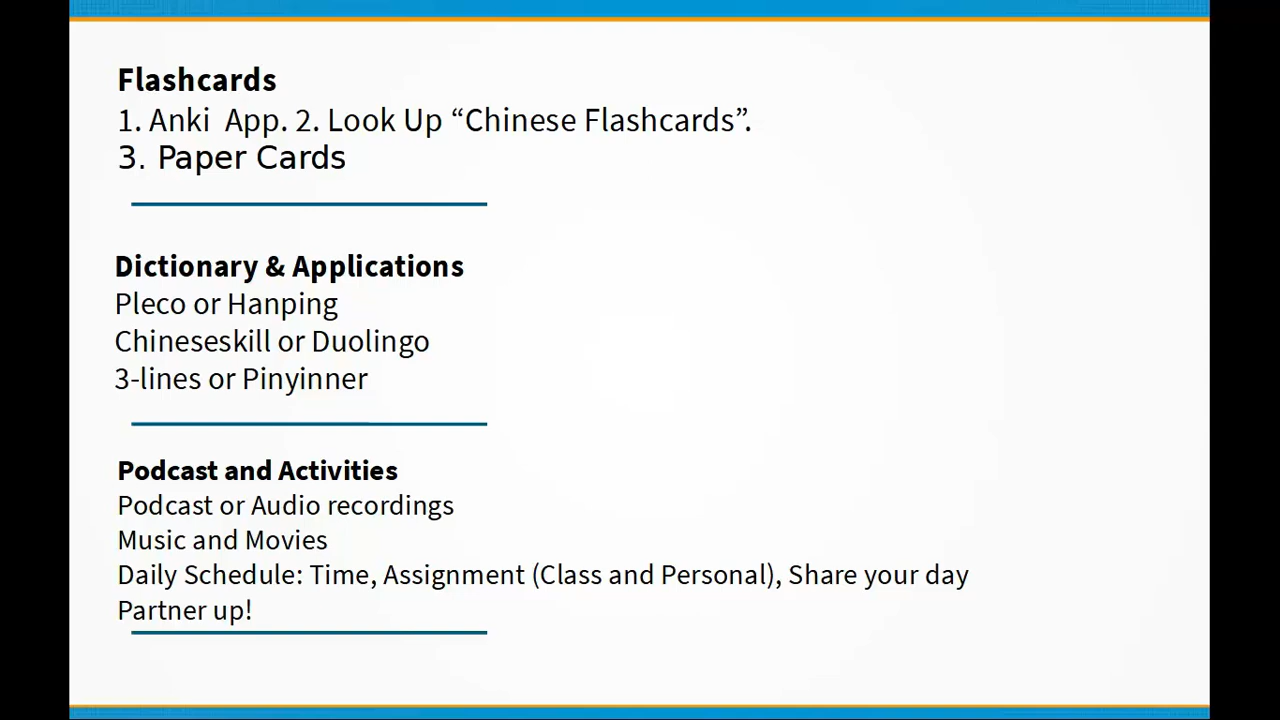 Flashcards
1. Anki  App. 2. Look Up “Chinese Flashcards”.
3. Paper Cards
Dictionary & Applications
Pleco or Hanping
Chineseskill or Duolingo
3-lines or Pinyinner
Podcast and Activities
Podcast or Audio recordings
Music and Movies
Daily Schedule: Time, Assignment (Class and Personal), Share your day
Partner up!